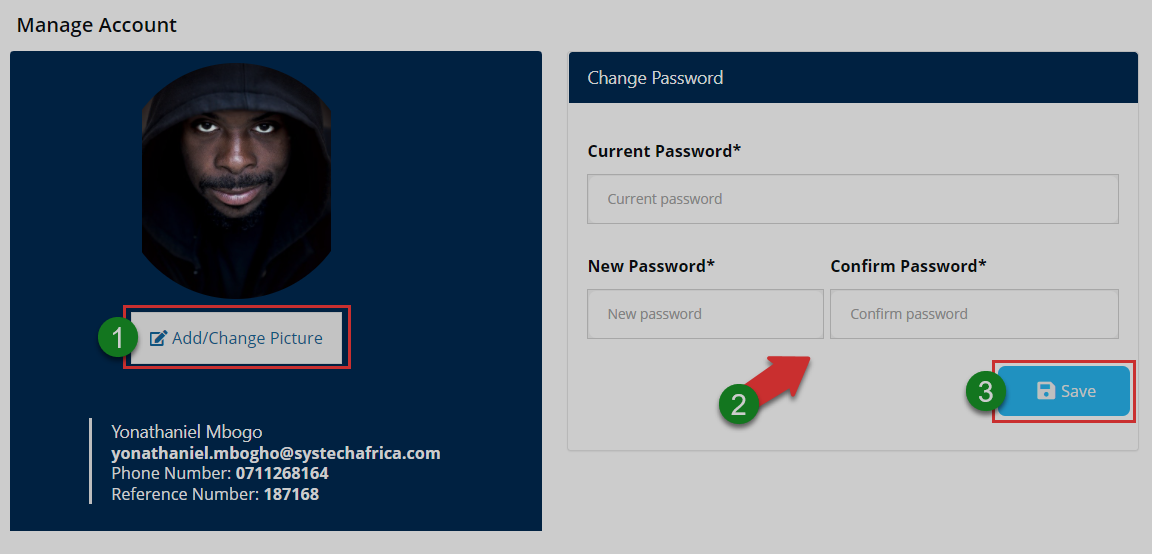 Manage Account
1
Add/Change Picture
Yonathaniel Mbogo
yonathaniel.mbogho@systechafrica.com
Phone Number: 0711268164
Reference Number: 187168
Change Password
Current Password*
Current password
New Password*
Confirm Password*
New password
Confirm password
2
3
Save